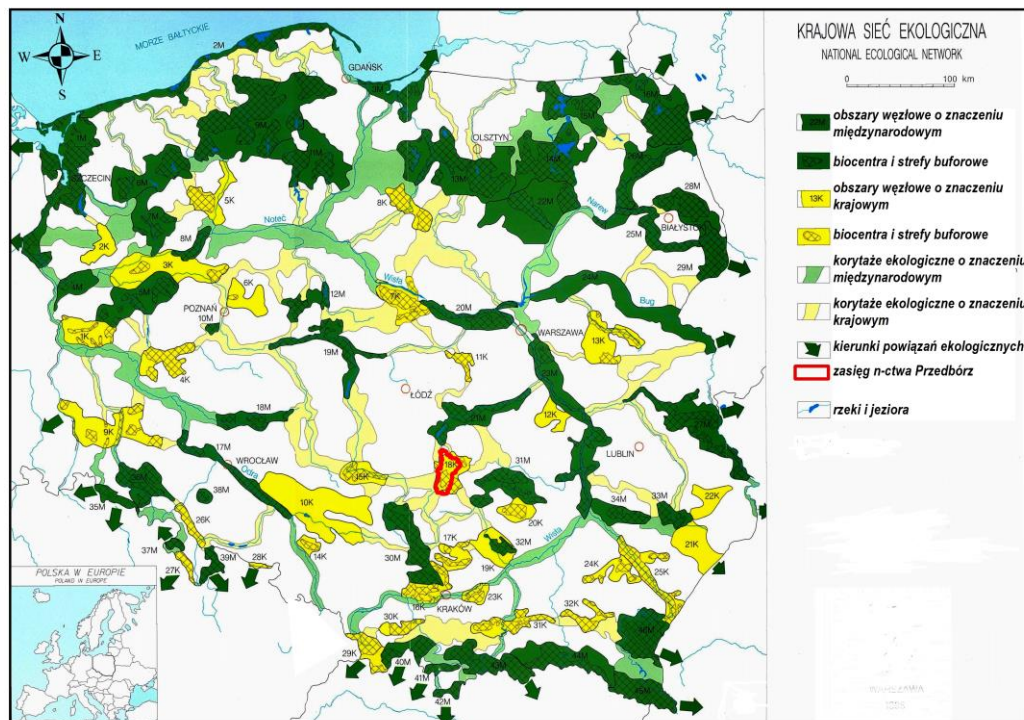 KRAJOWA SIEĆ EKOLOGICZNA
NATIONAL ECOLOGICAL NETWORK
0 100 km
obszary węzłowe o znaczeniu
międzynarodowym
biocentra i strefy buforowe
13K
obszary węzłowe o znaczeniu
krajowym
biocentra i strefy buforowe
korytaże ekologiczne o znaczeniu
międzynarodowym
korytaże ekologiczne o znaczeniu
krajowym
kierunki powiązań ekologicznych
zasięg n-ctwa Przedbórz
rzeki i jeziora
N
W
E
S
MORZE BAŁTYCKIE
2M
GDAŃSK
OLSZTYN
SZCZECIN
5K
8K
22M
28M
Narew
BIAŁYSTOK
25M
2K
8M
Noteć
3K
6K
29M
Wisła
7K
20M
Bug
12M
POZNAŃ
10M
WARSZAWA
13K
1K
19M
11K
4K
ŁÓDŹ
23M
18M
12K
9K
17M
WROCŁAW
LUBLIN
18K
31M
15K
Odra
38M
10K
34M
33M
22K
35M
26K
20K
14K
17K
Wisła
21K
37M
30M
32M
19K
39M
28K
24K
25K
27K
16K
23K
KRAKÓW
32K
30K
31K
29K
40M
41M
42M
POLSKA W EUROPIE
POLAND IN EUROPE
WARSZAWA